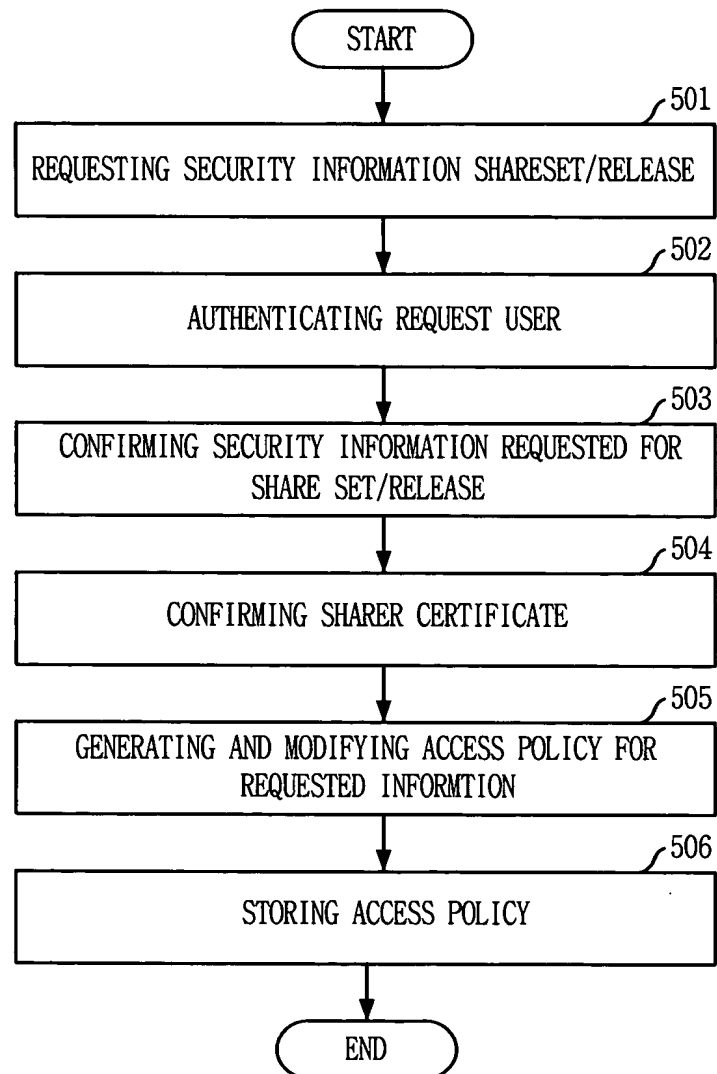 START
501
REQUESTING SECURITY INFORMATION SHARESET/RELEASE
502
AUTHENTICATING REQUEST USER
503
CONFIRMING SECURITY INFORMATION REQUESTED FOR
SHARE SET/RELEASE
504
CONFIRMING SHARER CERTIFICATE
505
GENERATING AND MODIFYING ACCESS POLICY FOR
REQUESTED INFORMTION
506
STORING ACCESS POLICY
END